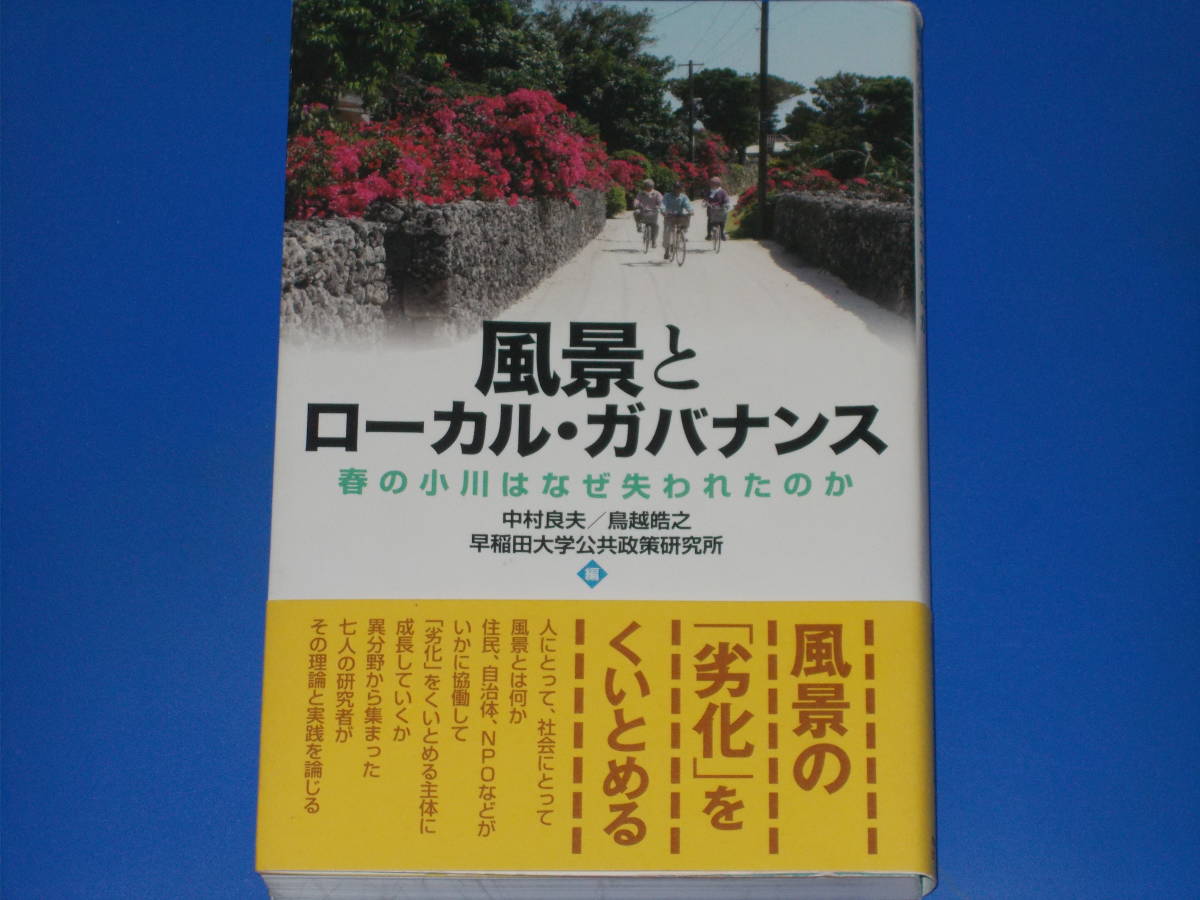 風景と
ローカル・ガバナンス
春の小川はなぜ失われたのか
中村良夫／鳥越皓之
早稲田大学公共政策研究所
編
風景の
「劣化」を
くいとめる
人にとって、社会にとって
風景とは何か
住民、自治体、NPOなどが
いかに協働して
「劣化」をくいとめる主体に
成長していくか
異分野から集まった
七人の研究者が
その理論と実践を論じる